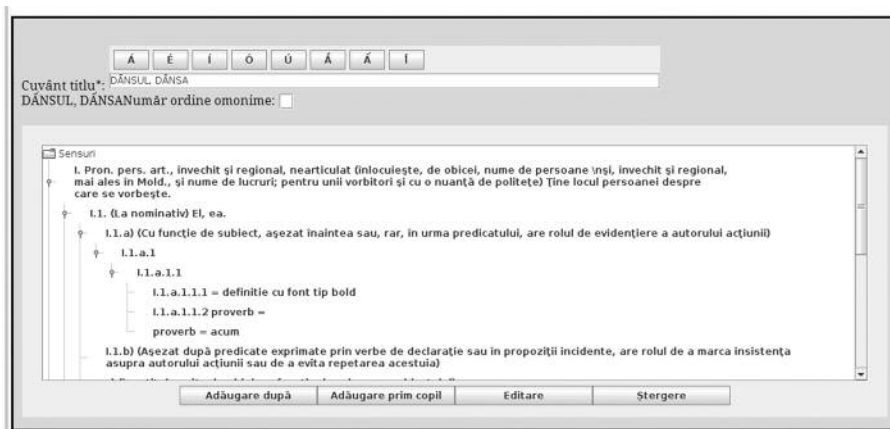 Á É Í Ó Ú Ấ Ắ Î
Cuvânt titlu*: DẤNSUL, DẤNSA
DẤNSUL, DẤNSANumăr ordine omonime:
Sensuri
I. Pron. pers. art., învechit şi regional, nearticulat (înlocuieşte, de obicei, nume de persoane \nşi, învechit şi regional,
mai ales în Mold., şi nume de lucruri; pentru unii vorbitori şi cu o nuanţă de politeţe) Ţine locul persoanei despre
care se vorbeşte.
I.1. (La nominativ) El, ea.
I.1.a) (Cu funcţie de subiect, aşezat înaintea sau, rar, în urma predicatului, are rolul de evidenţiere a autorului acţiunii)
I.1.a.1
I.1.a.1.1
I.1.a.1.1.1 = definitie cu font tip bold
I.1.a.1.1.2 proverb =
proverb = acum
I.1.b) (Aşezat după predicate exprimate prin verbe de declaraţie sau în propoziţii incidente, are rolul de a marca insistenţa
asupra autorului acţiunii sau de a evita repetarea acestuia)
Adăugare după Adăugare prim copil Editare Ştergere